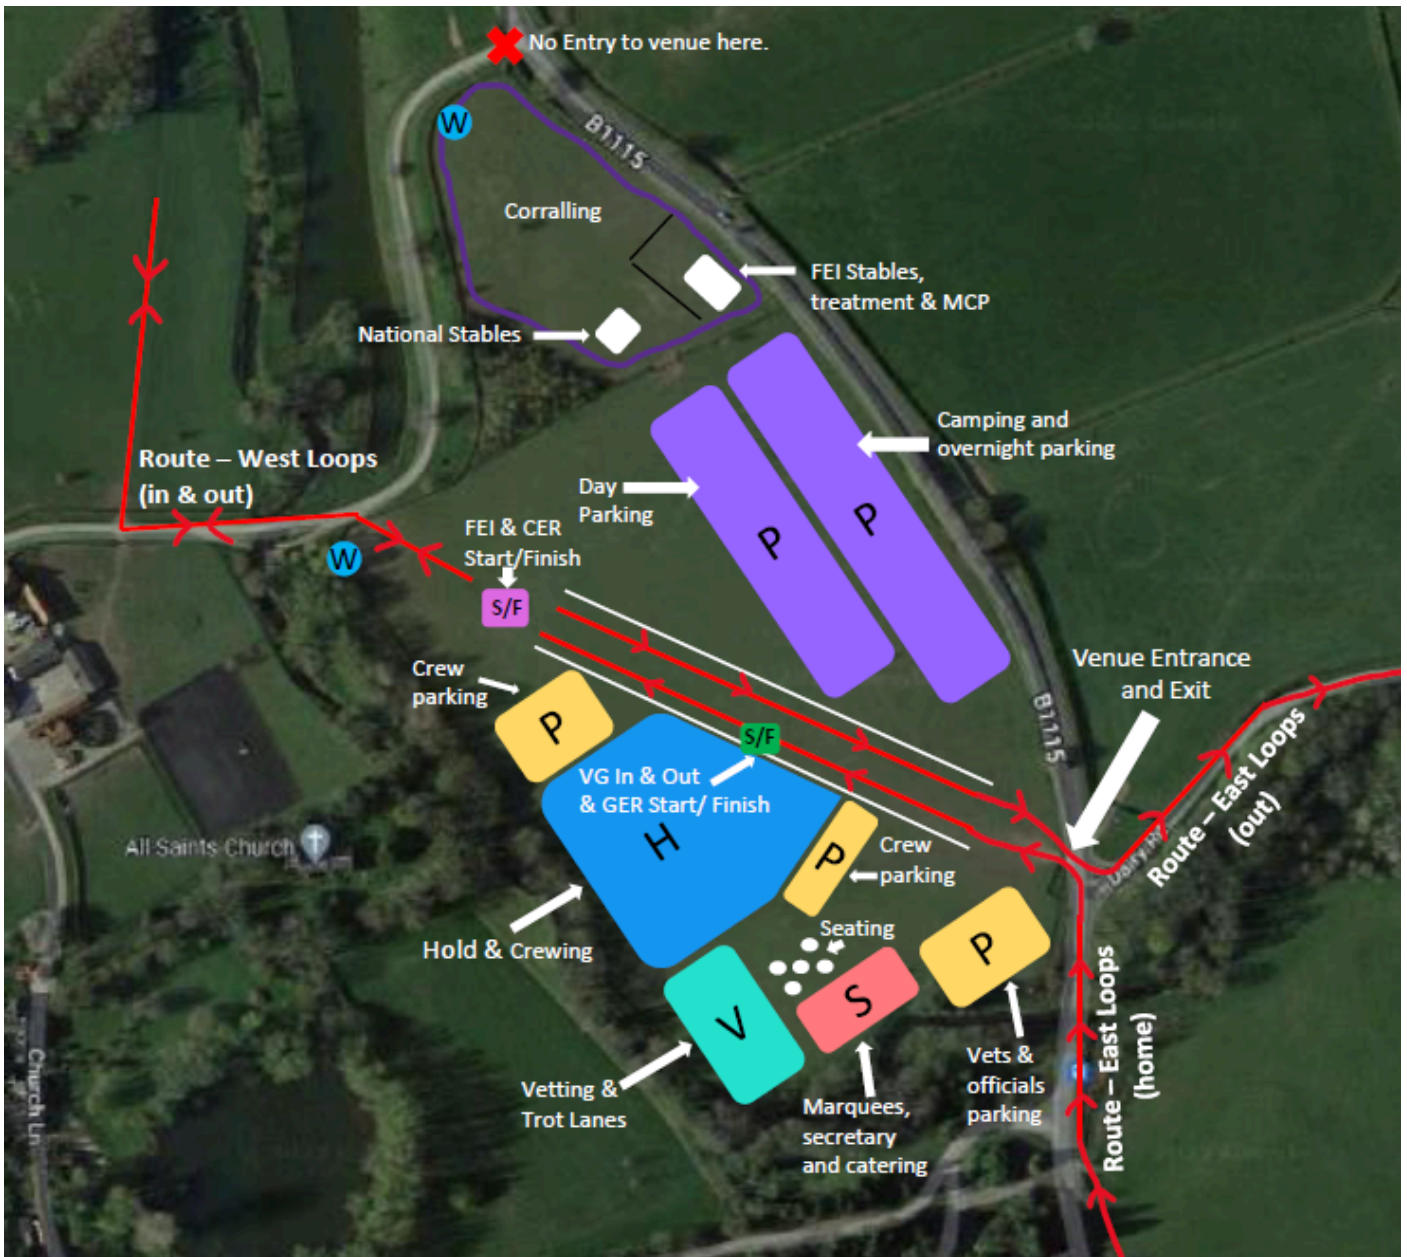 No Entry to venue here.
W
B1115
Corralling
FEI Stables,
treatment & MCP
National Stables
Camping and
overnight parking
Route – West Loops
(in & out)
Day
Parking
P
P
FEI & CER
Start/Finish
W
S/F
Crew
parking
P
Venue Entrance
and Exit
B1115
S/F
VG In & Out
& GER Start/ Finish
H
Route – East Loops
(out)
All Saints Church
P
Crew
parking
Dairy Rd
Hold & Crewing
Seating
P
V
S
Route – East Loops
(home)
Vetting &
Trot Lanes
Marquees,
secretary
and catering
Vets &
officials
parking
Church Ln